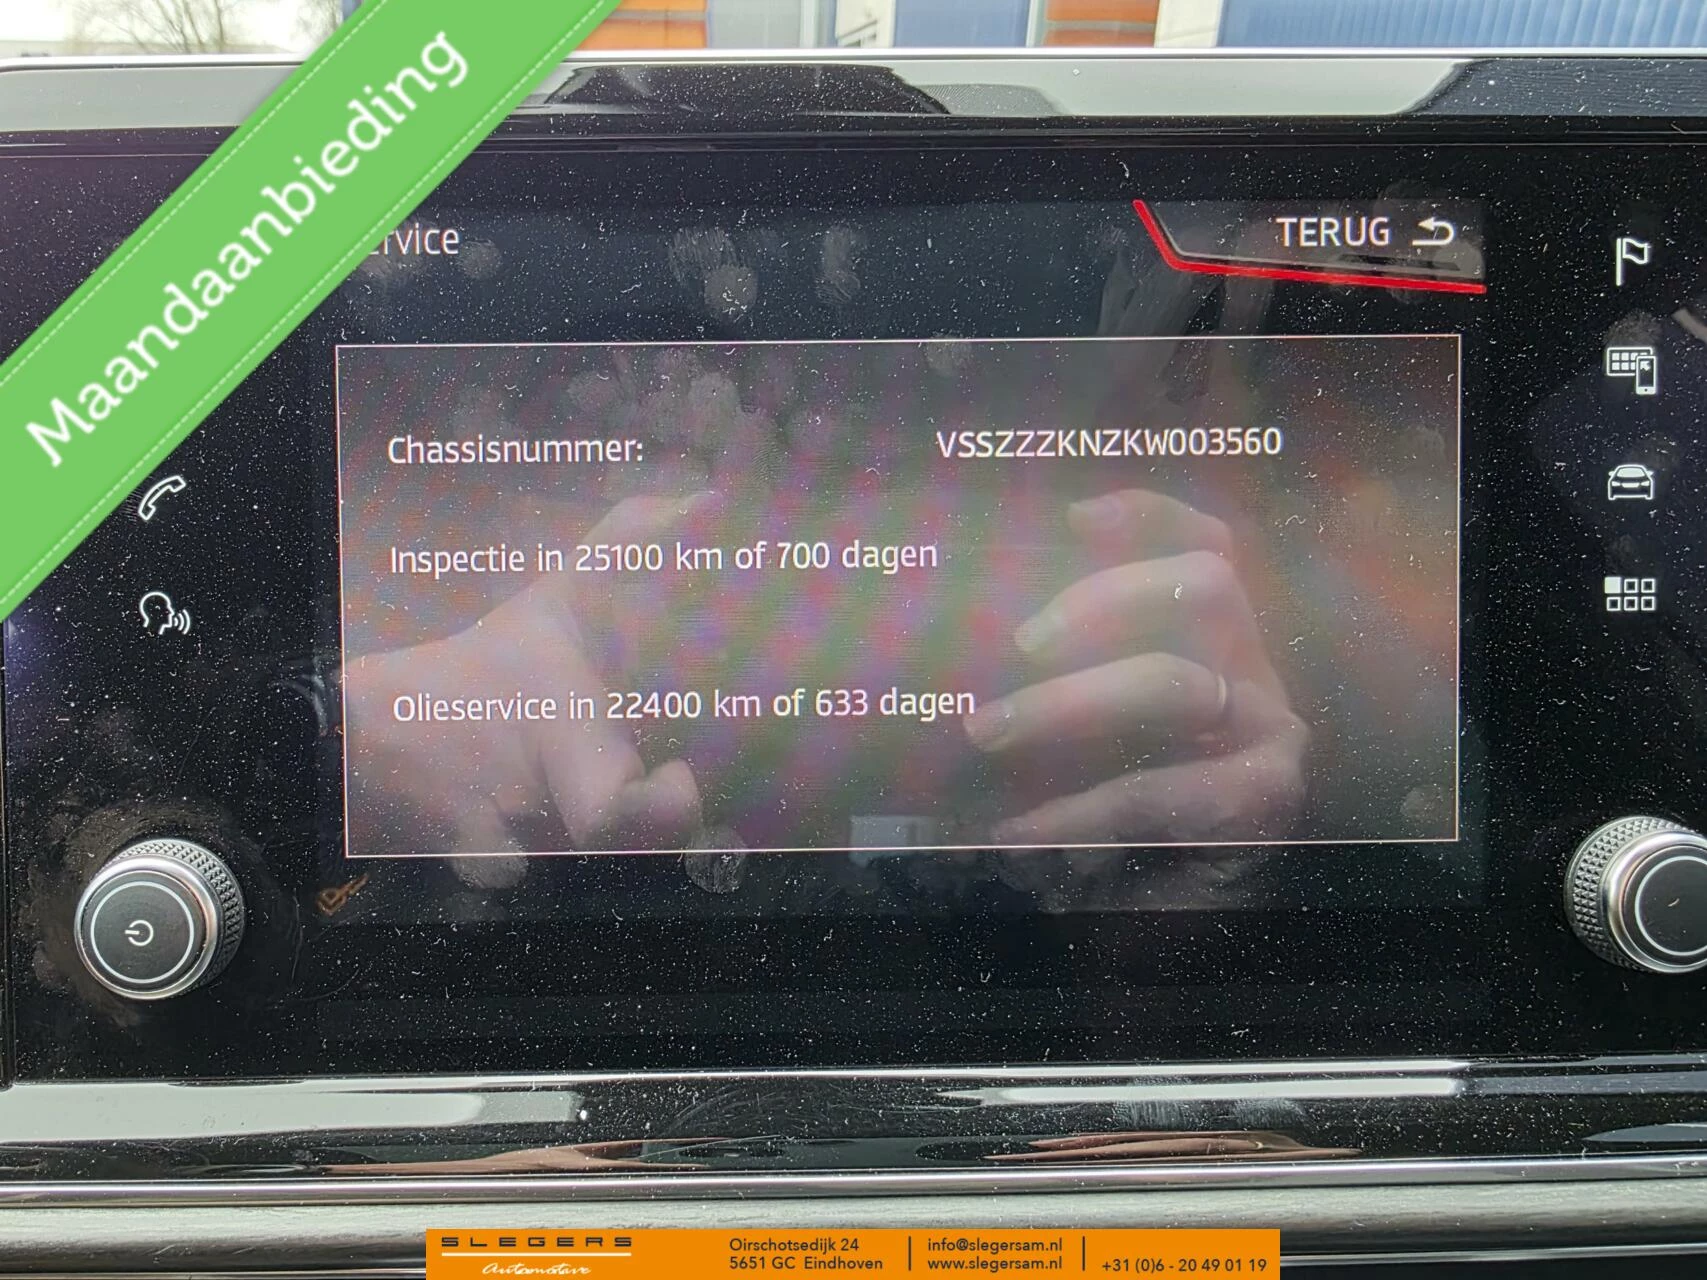 Maandaanbieding
rvice
TERUG
Chassisnummer: VSSZZZKNZKW003560
Inspectie in 25100 km of 700 dagen
Olieservice in 22400 km of 633 dagen
SLEGERS
Automotive
Oirschotsedijk 24
5651 GC Eindhoven
info@slegersam.nl
www.slegersam.nl
+31 (0)6 - 20 49 01 19